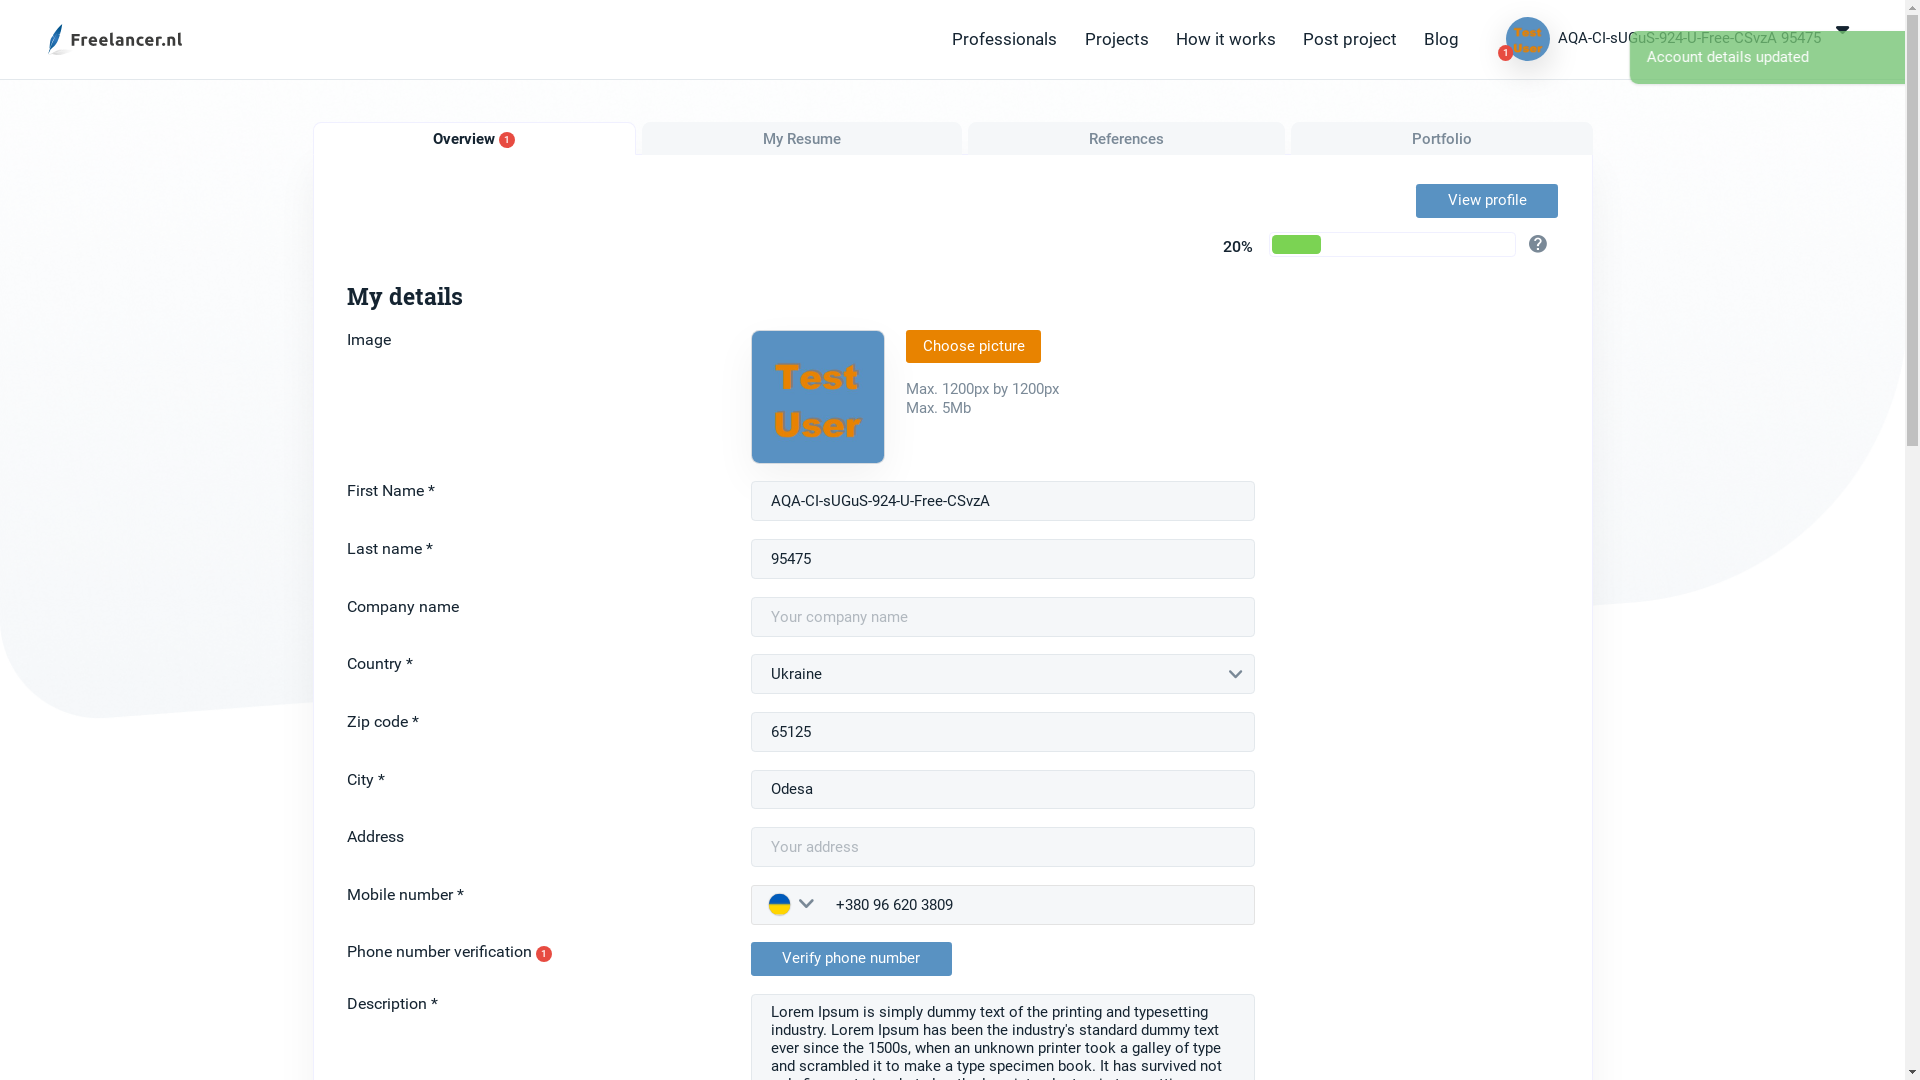 Freelancer.nl
Professionals
Projects
How it works
Post project
Blog
Test
User
1
AQA-CI-sUGuS-924-U-Free-CSvzA 95475
Account details updated
Overview 1
My Resume
References
Portfolio
View profile
20%
?
My details
Image
Test
User
Choose picture
Max. 1200px by 1200px
Max. 5Mb
First Name *
AQA-CI-sUGuS-924-U-Free-CSvzA
Last name *
95475
Company name
Your company name
Country *
Ukraine
Zip code *
65125
City *
Odesa
Address
Your address
Mobile number *
+380 96 620 3809
Phone number verification 1
Verify phone number
Description *
Lorem Ipsum is simply dummy text of the printing and typesetting
industry. Lorem Ipsum has been the industry's standard dummy text
ever since the 1500s, when an unknown printer took a galley of type
and scrambled it to make a type specimen book. It has survived not